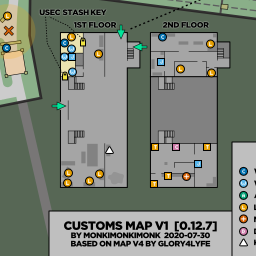 USEC STASH KEY
1ST FLOOR
2ND FLOOR
CUSTOMS MAP V1 [0.12.7]
BY MONKIMONKIMONK 2020-07-30
BASED ON MAP V4 BY GLORY4LYFE